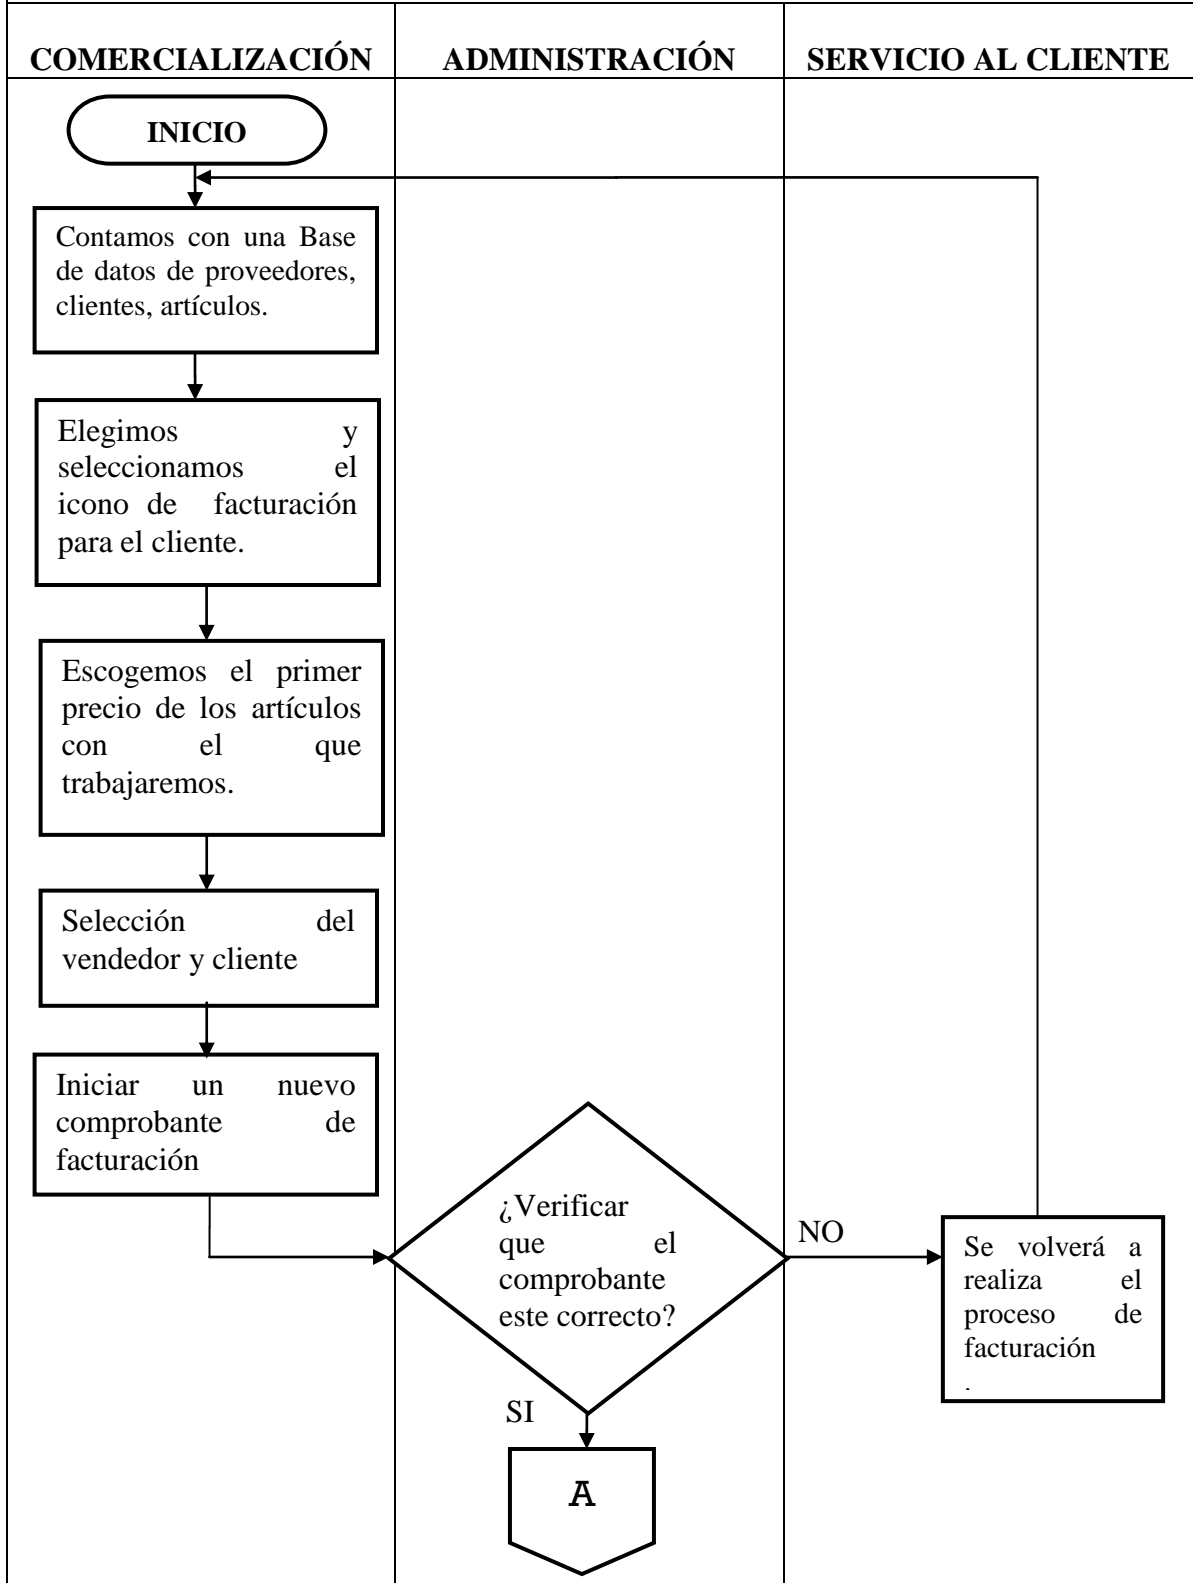 COMERCIALIZACIÓN
ADMINISTRACIÓN
SERVICIO AL CLIENTE
INICIO
Contamos con una Base
de datos de proveedores,
clientes, artículos.
Elegimos y
seleccionamos el
icono de facturación
para el cliente.
Escogemos el primer
precio de los artículos
con el que
trabajaremos.
Selección del
vendedor y cliente
Iniciar un nuevo
comprobante de
facturación
¿Verificar
que el
comprobante
este correcto?
NO
Se volverá a
realiza el
proceso de
facturación
.
SI
A